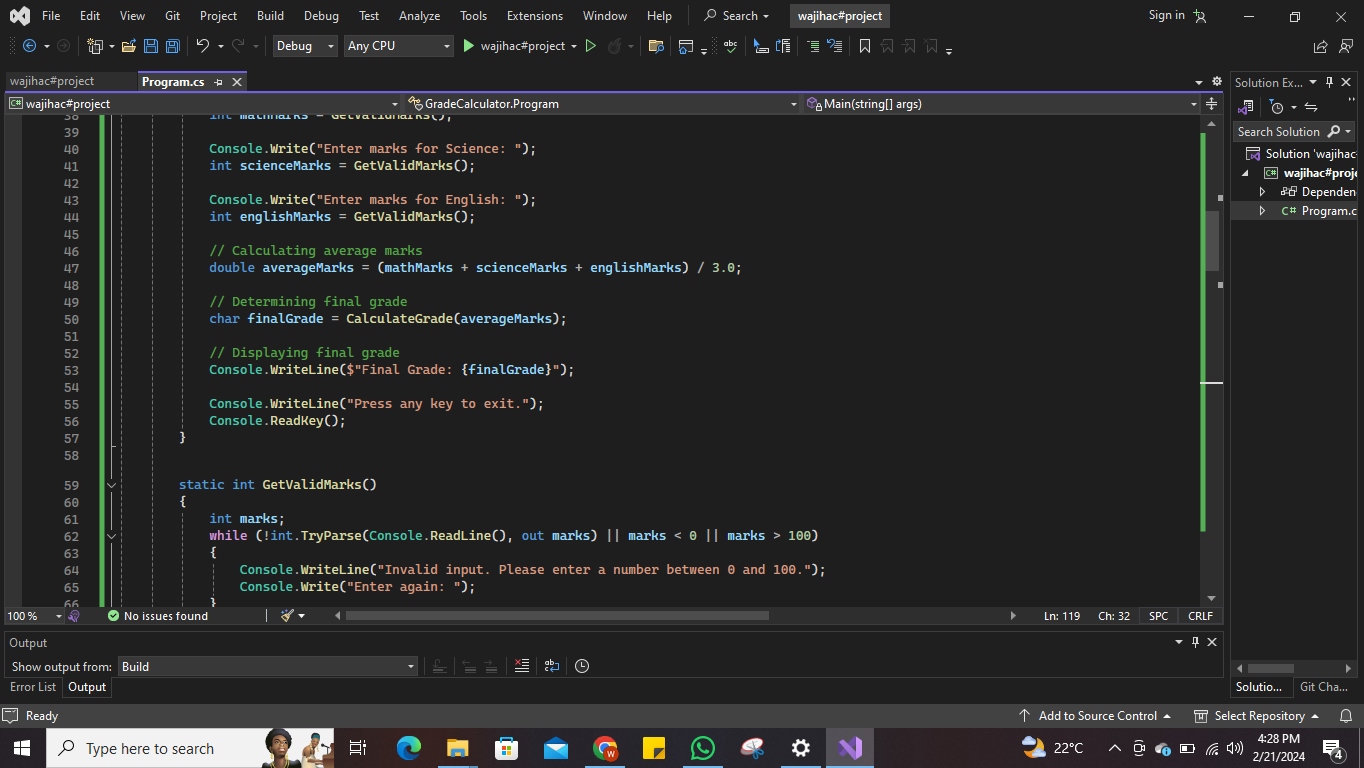 File Edit View Git Project Build Debug Test Analyze Tools Extensions Window Help Search wajihac#project Sign in
Debug Any CPU wajihac#project
wajihac#project Program.cs
Solution Ex...
C# wajihac#project GradeCalculator.Program Main(string[] args)
Search Solution
Solution 'wajihac
C# wajihac#proje
Dependen
C# Program.c
38 int mathMarks = GetValidMarks();
39
40 Console.Write("Enter marks for Science: ");
41 int scienceMarks = GetValidMarks();
42
43 Console.Write("Enter marks for English: ");
44 int englishMarks = GetValidMarks();
45
46 // Calculating average marks
47 double averageMarks = (mathMarks + scienceMarks + englishMarks) / 3.0;
48
49 // Determining final grade
50 char finalGrade = CalculateGrade(averageMarks);
51
52 // Displaying final grade
53 Console.WriteLine($"Final Grade: {finalGrade}");
54
55 Console.WriteLine("Press any key to exit.");
56 Console.ReadKey();
57 }
58
59 static int GetValidMarks()
60 {
61 int marks;
62 while (!int.TryParse(Console.ReadLine(), out marks) || marks < 0 || marks > 100)
63 {
64 Console.WriteLine("Invalid input. Please enter a number between 0 and 100.");
65 Console.Write("Enter again: ");
66 }
100 % No issues found Ln: 119 Ch: 32 SPC CRLF
Output
Show output from: Build
Error List Output
Solutio... Git Cha...
Ready Add to Source Control Select Repository
Type here to search
22°C
4:28 PM
2/21/2024
4